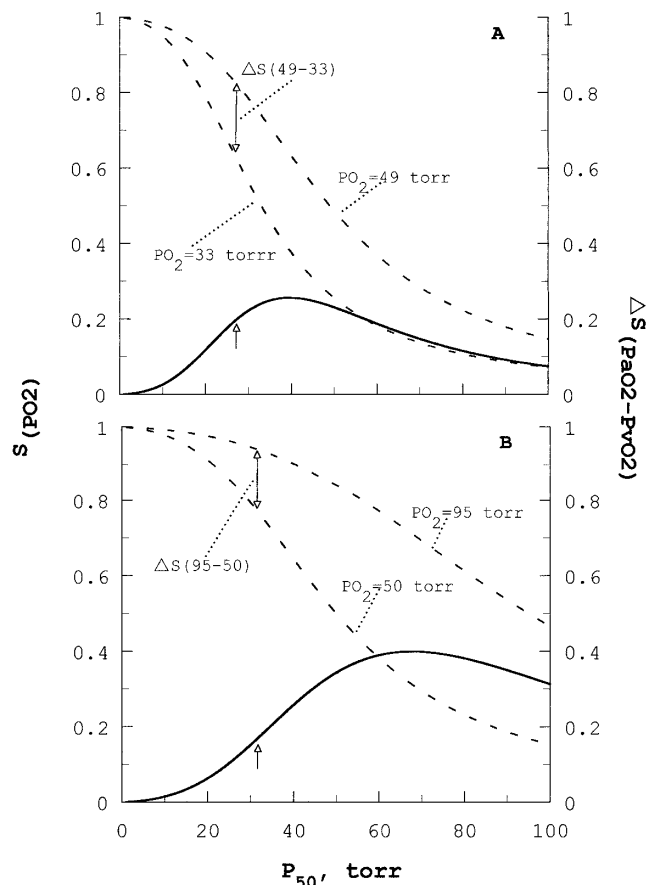 A
1
1
△S(49-33)
0.8
0.8
PO2=49 torr
0.6
0.6
PO2=33 torrr
0.4
0.4
0.2
0.2
0
0
B
1
1
PO2=95 torr
0.8
0.8
△S(95-50)
PO2=50 torr
0.6
0.6
0.4
0.4
0.2
0.2
0
0
0 20 40 60 80 100
P50, torr
S(PO2)
△S(PaO2-PvO2)